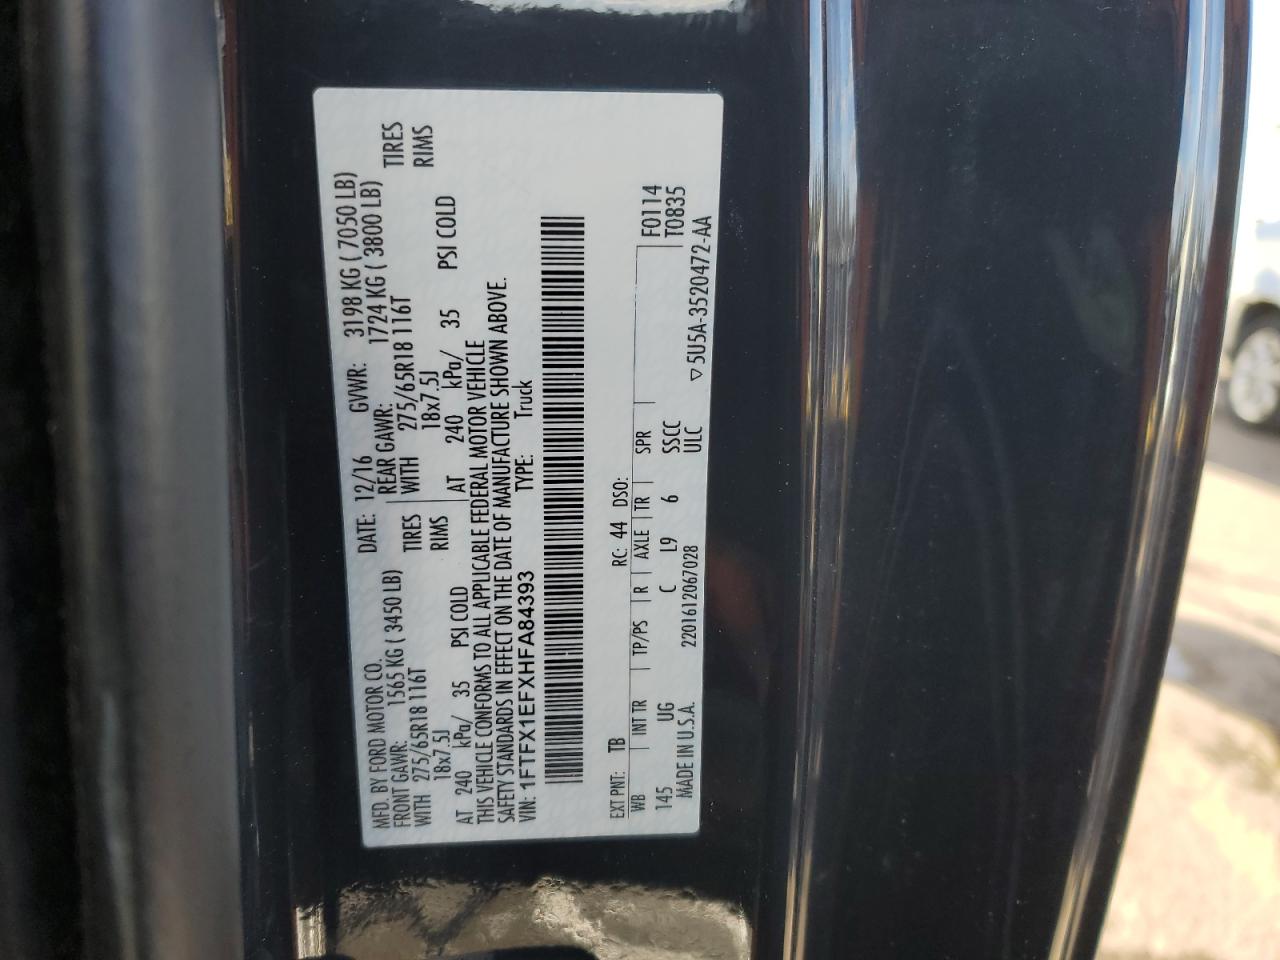 MFD. BY FORD MOTOR CO. DATE: 12/16 GVWR: 3198 KG ( 7050 LB)
FRONT GAWR: 1565 KG ( 3450 LB) REAR GAWR: 1724 KG ( 3800 LB)
WITH 275/65R18 116T TIRES WITH 275/65R18 116T TIRES
18x7.5J RIMS 18x7.5J RIMS
AT 240 kPa/ 35 PSI COLD AT 240 kPa/ 35 PSI COLD
THIS VEHICLE CONFORMS TO ALL APPLICABLE FEDERAL MOTOR VEHICLE
SAFETY STANDARDS IN EFFECT ON THE DATE OF MANUFACTURE SHOWN ABOVE.
VIN: 1FTFX1EFXHFA84393 TYPE: Truck
EXT PNT: TB RC: 44 DSO: F0114
WB INT TR TP/PS R AXLE TR SPR T0835
145 UG C L9 6 SSCC
MADE IN U.S.A. 2201612067028 ULC ▽5U5A-3520472-AA